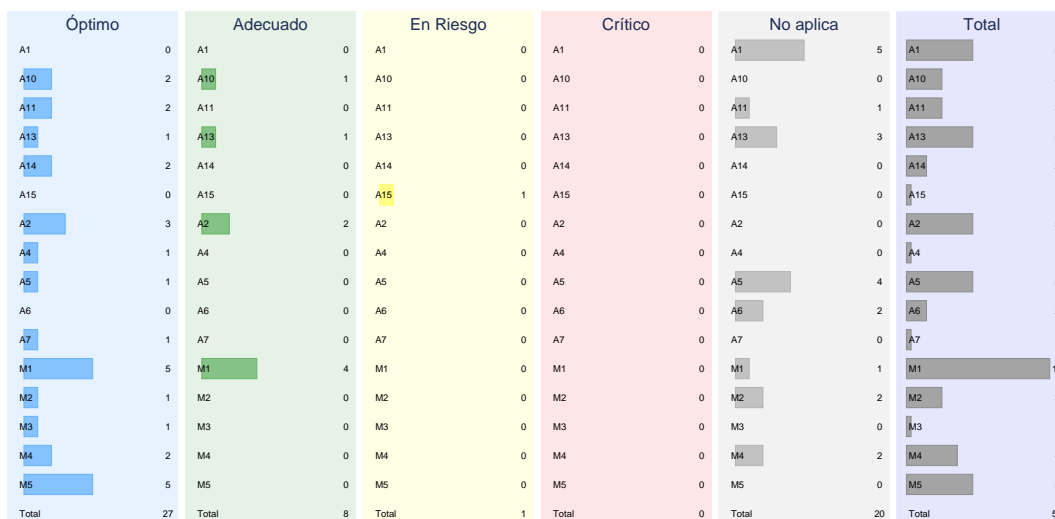 Óptimo Adecuado En Riesgo Crítico No aplica Total
A1 0 A1 0 A1 0 A1 0 A1 5 A1
A10 2 A10 1 A10 0 A10 0 A10 0 A10
A11 2 A11 0 A11 0 A11 0 A11 1 A11
A13 1 A13 1 A13 0 A13 0 A13 3 A13
A14 2 A14 0 A14 0 A14 0 A14 0 A14
A15 0 A15 0 A15 1 A15 0 A15 0 A15
A2 3 A2 2 A2 0 A2 0 A2 0 A2
A4 1 A4 0 A4 0 A4 0 A4 0 A4
A5 1 A5 0 A5 0 A5 0 A5 4 A5
A6 0 A6 0 A6 0 A6 0 A6 2 A6
A7 1 A7 0 A7 0 A7 0 A7 0 A7
M1 5 M1 4 M1 0 M1 0 M1 1 M1
M2 1 M2 0 M2 0 M2 0 M2 2 M2
M3 1 M3 0 M3 0 M3 0 M3 0 M3
M4 2 M4 0 M4 0 M4 0 M4 2 M4
M5 5 M5 0 M5 0 M5 0 M5 0 M5
Total 27 Total 8 Total 1 Total 0 Total 20 Total